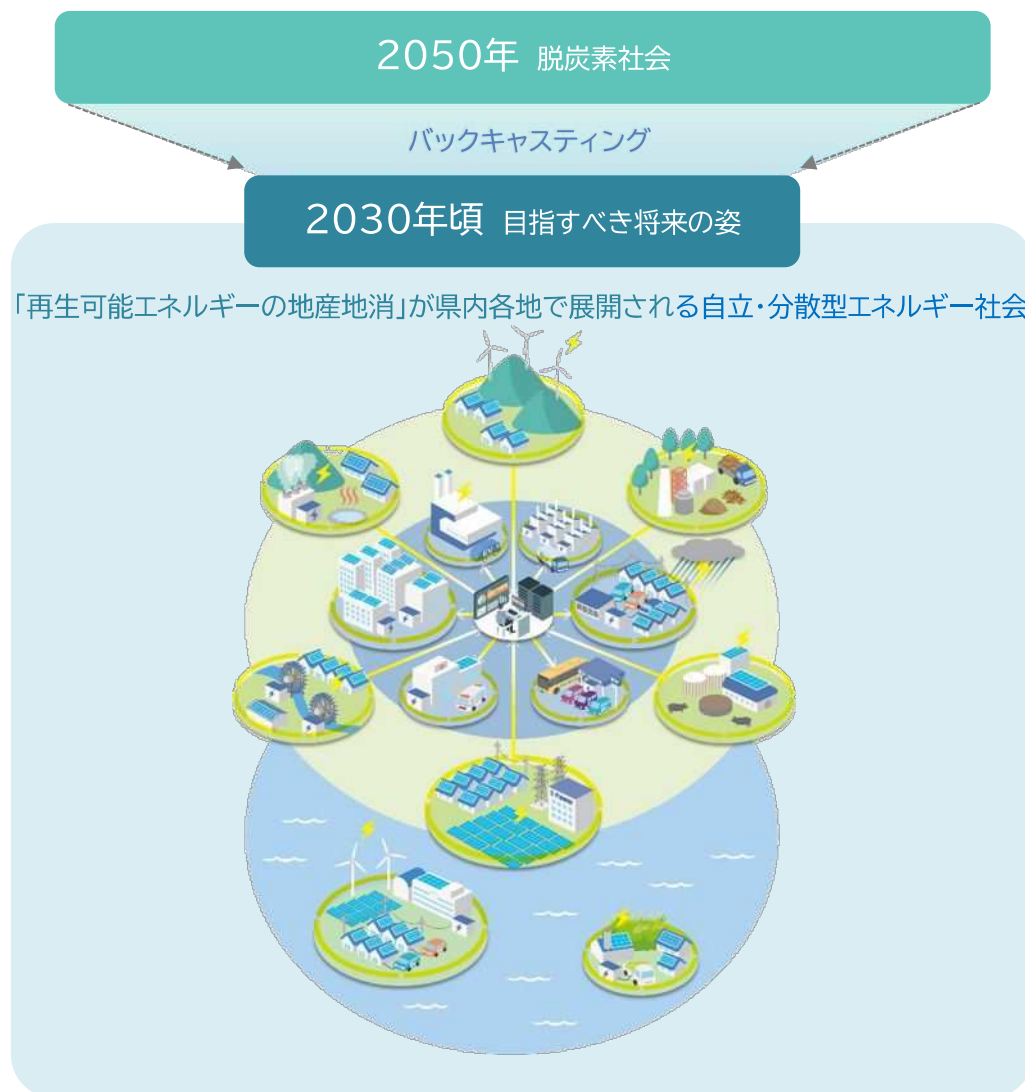 2050年 脱炭素社会
バックキャスティング
2030年頃 目指すべき将来の姿
「再生可能エネルギーの地産地消」が県内各地で展開される自立・分散型エネルギー社会